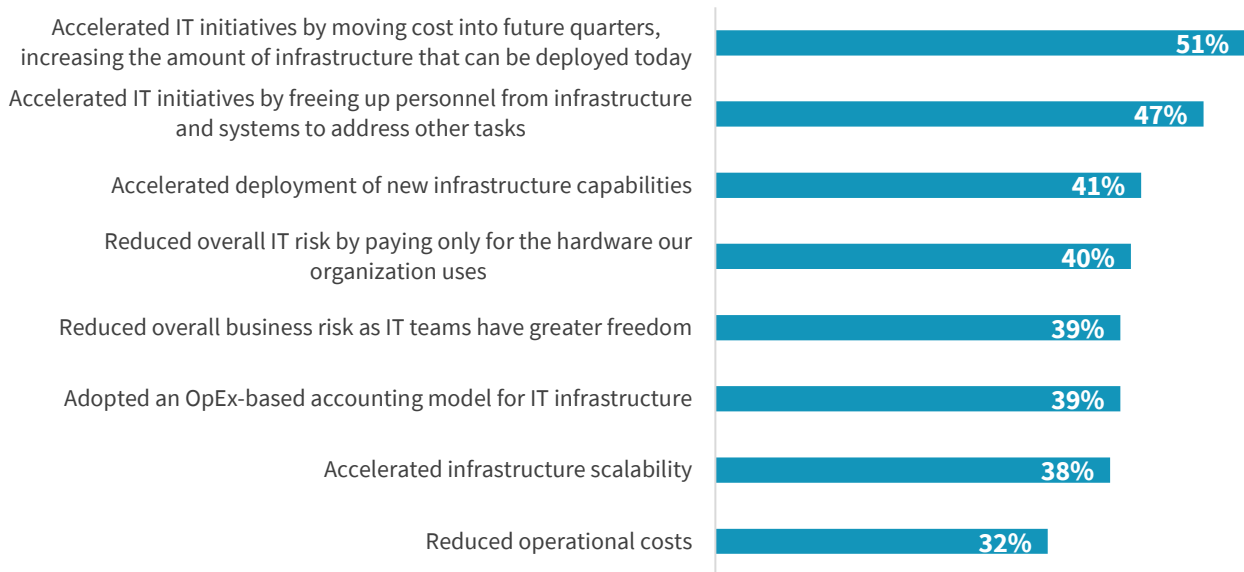 Accelerated IT initiatives by moving cost into future quarters,
increasing the amount of infrastructure that can be deployed today
51%
Accelerated IT initiatives by freeing up personnel from infrastructure
and systems to address other tasks
47%
Accelerated deployment of new infrastructure capabilities
41%
Reduced overall IT risk by paying only for the hardware our
organization uses
40%
Reduced overall business risk as IT teams have greater freedom
39%
Adopted an OpEx-based accounting model for IT infrastructure
39%
Accelerated infrastructure scalability
38%
Reduced operational costs
32%